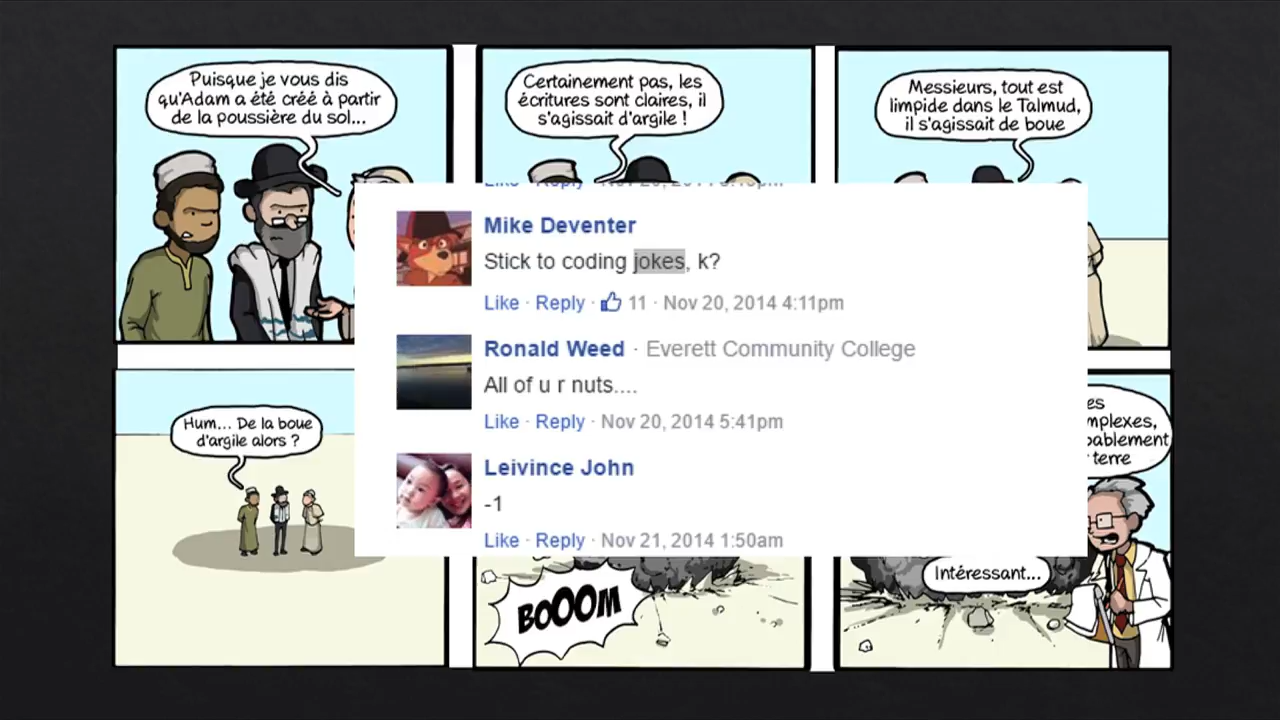 Puisque je vous dis
qu'Adam a été créé à partir
de la poussière du sol...
Certainement pas, les
écritures sont claires, il
s'agissait d'argile !
Messieurs, tout est
limpide dans le Talmud,
il s'agissait de boue
Mike Deventer
Stick to coding jokes, k?
Like · Reply · 11 · Nov 20, 2014 4:11pm
Ronald Weed · Everett Community College
All of u r nuts....
Like · Reply · Nov 20, 2014 5:41pm
Leivince John
-1
Like · Reply · Nov 21, 2014 1:50am
Hum... De la boue
d'argile alors ?
BOOOM
terre
Intéressant...